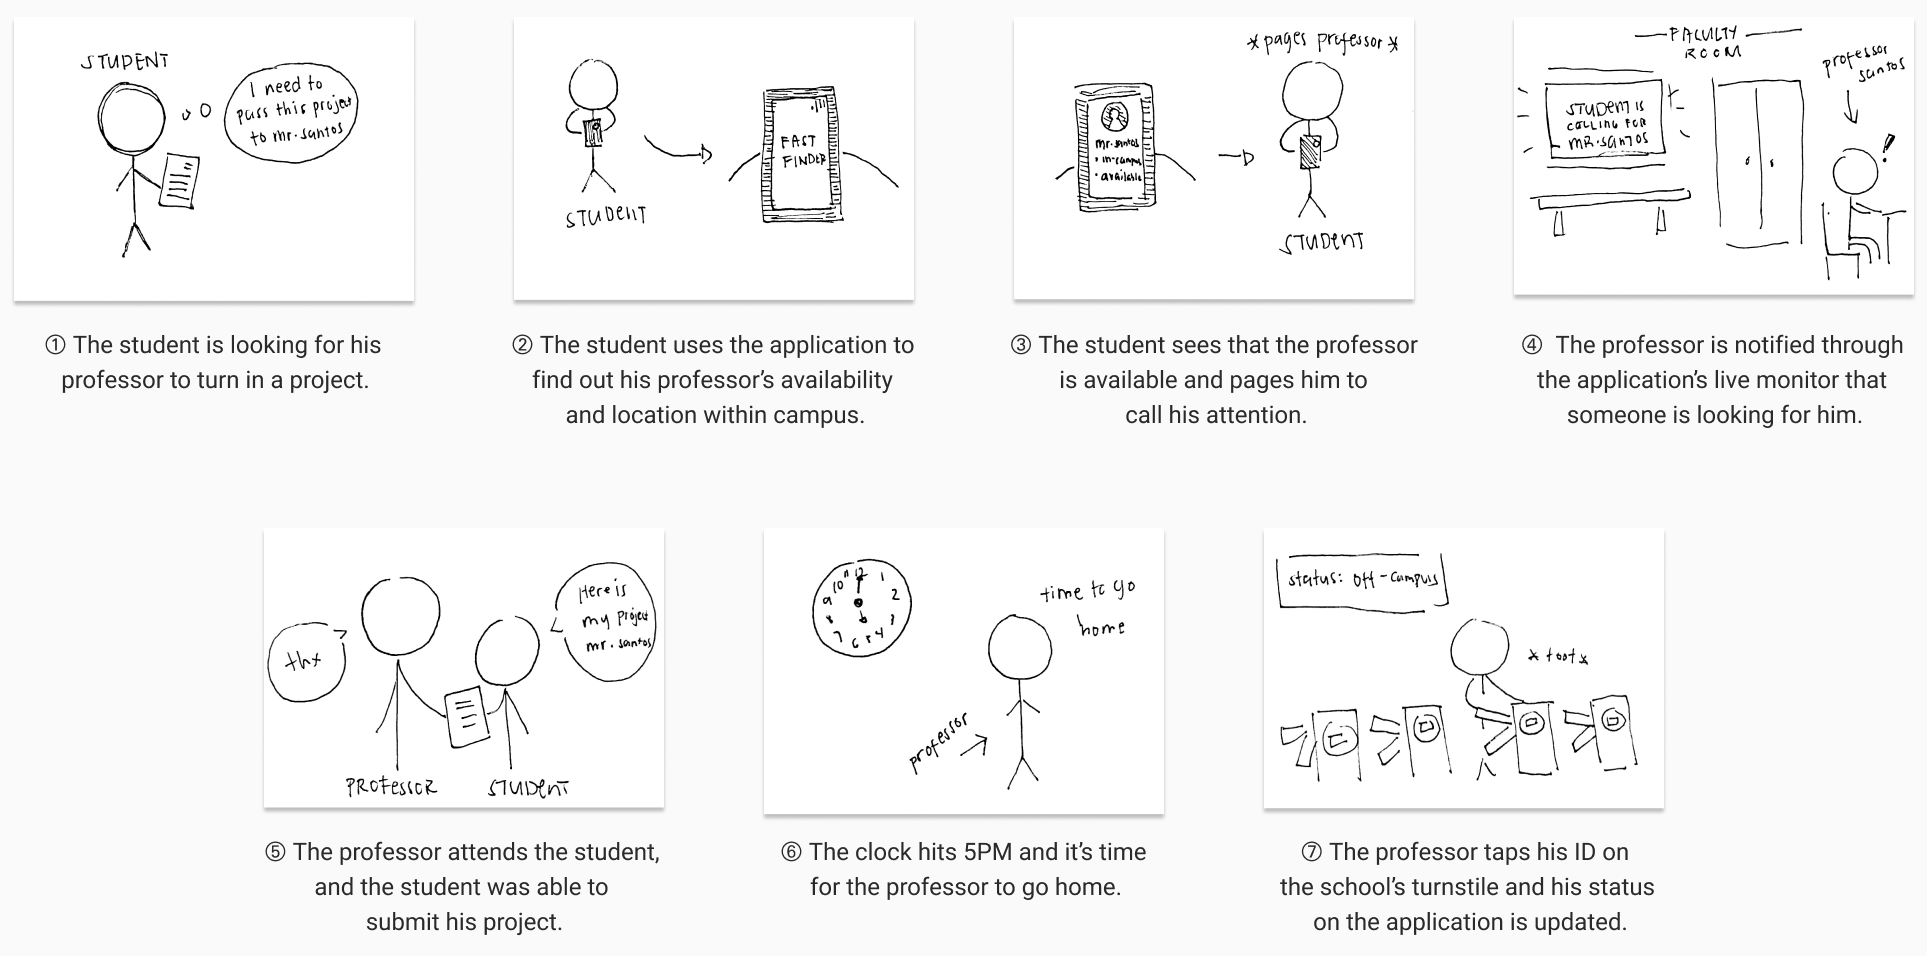 STUDENT
I need to
pass this project
to mr. santos
① The student is looking for his
professor to turn in a project.
STUDENT
FAST
FINDER
② The student uses the application to
find out his professor’s availability
and location within campus.
*pages professor*
mr. santos
• in-campus
• available
STUDENT
③ The student sees that the professor
is available and pages him to
call his attention.
FACULTY
ROOM
professor
santos
STUDENT IS
CALLING FOR
MR. SANTOS
!
④ The professor is notified through
the application’s live monitor that
someone is looking for him.
Here is
my project
mr. santos
thx
PROFESSOR
STUDENT
⑤ The professor attends the student,
and the student was able to
submit his project.
12
11
1
10
2
9
3
8
4
7
5
6
time to go
home
professor
⑥ The clock hits 5PM and it’s time
for the professor to go home.
status: off-campus
*toot*
⑦ The professor taps his ID on
the school’s turnstile and his status
on the application is updated.